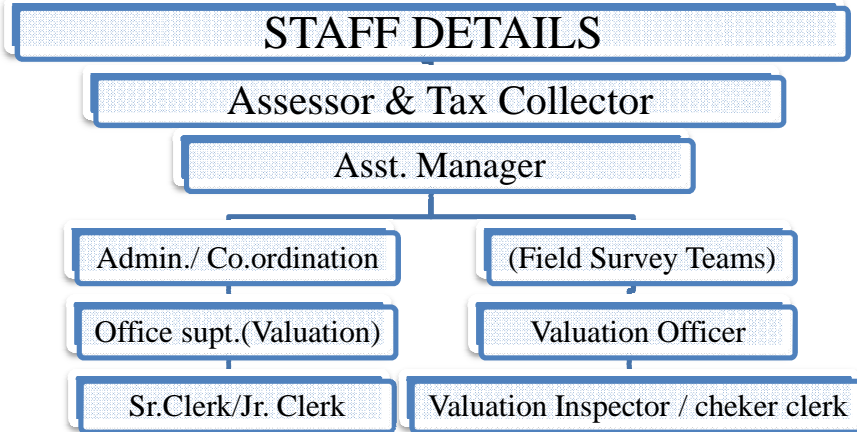 STAFF DETAILS
Assessor & Tax Collector
Asst. Manager
Admin./ Co.ordination
(Field Survey Teams)
Office supt.(Valuation)
Valuation Officer
Sr.Clerk/Jr. Clerk
Valuation Inspector / cheker clerk